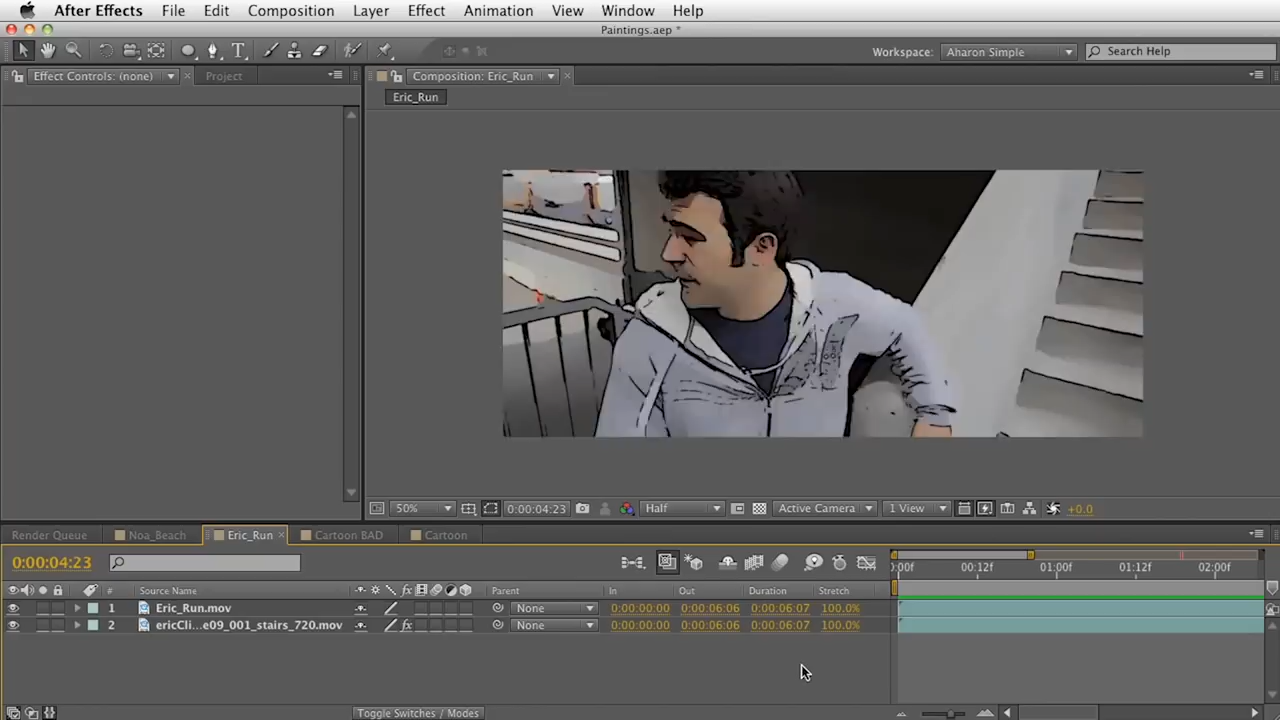 After Effects File Edit Composition Layer Effect Animation View Window Help
Paintings.aep *
Workspace: Aharon Simple Search Help
Effect Controls: (none) Project Composition: Eric_Run
Eric_Run
50% 0:00:04:23 Half Active Camera 1 View +0.0
Render Queue Noa_Beach Eric_Run Cartoon BAD Cartoon
0:00:04:23
:00f 00:12f 01:00f 01:12f 02:00f
# Source Name fx Parent In Out Duration Stretch
1 Eric_Run.mov None 0:00:00:00 0:00:06:06 0:00:06:07 100.0%
2 ericCli...e09_001_stairs_720.mov fx None 0:00:00:00 0:00:06:06 0:00:06:07 100.0%
Toggle Switches / Modes